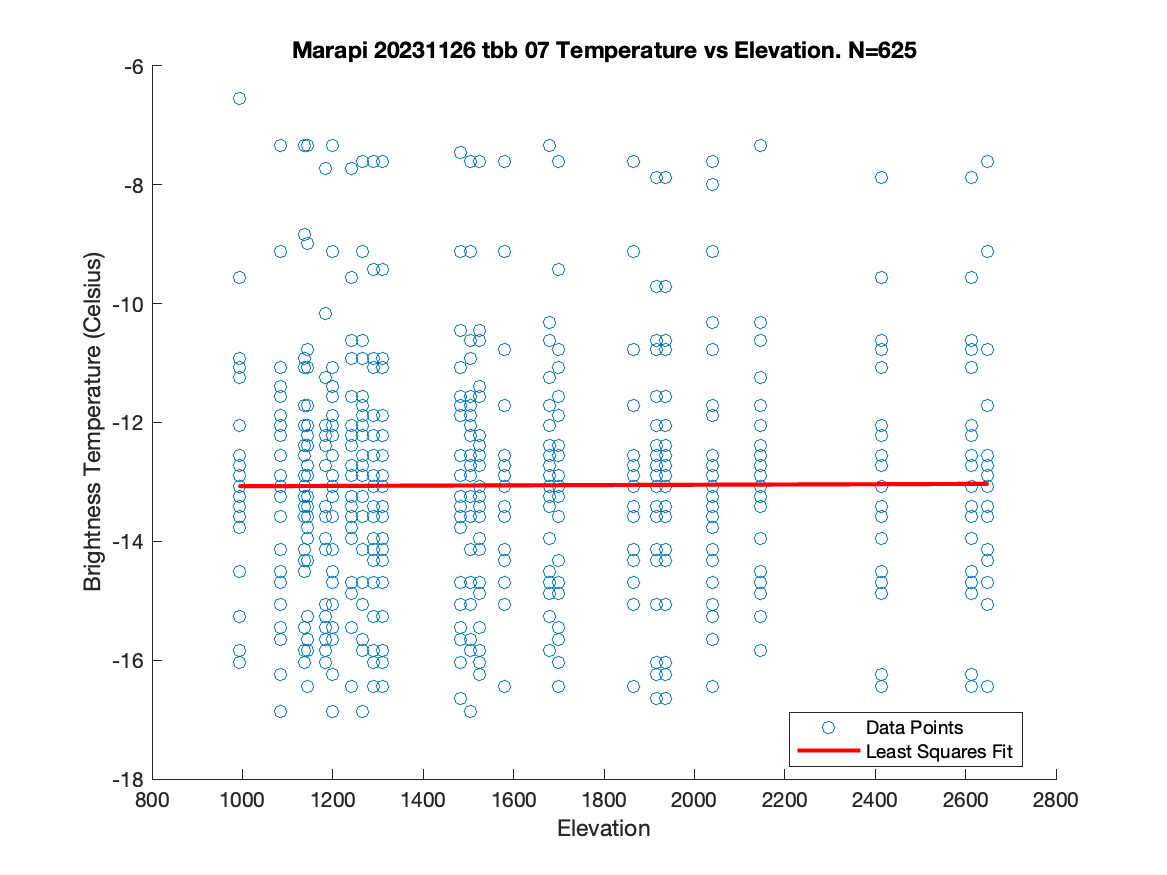 Marapi 20231126 tbb 07 Temperature vs Elevation. N=625
-6
-8
-10
-12
-14
-16
-18
Brightness Temperature (Celsius)
Data Points
Least Squares Fit
800 1000 1200 1400 1600 1800 2000 2200 2400 2600 2800
Elevation